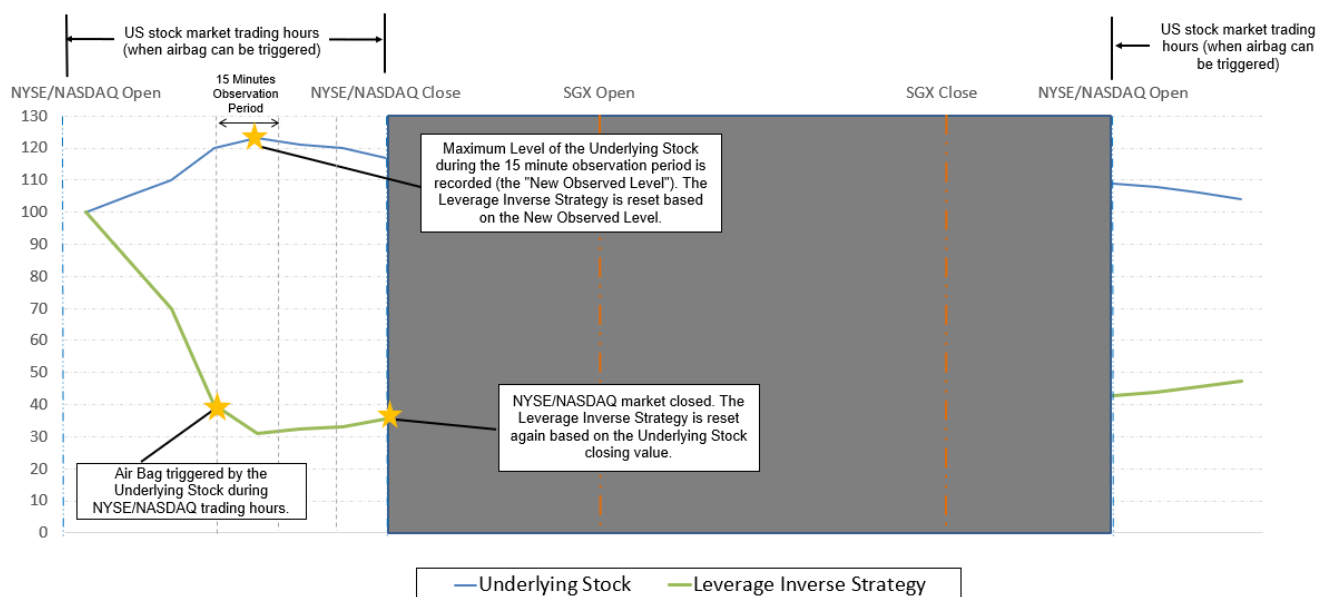 US stock market trading hours
(when airbag can be triggered)
US stock market trading
hours (when airbag can
be triggered)
15 Minutes
Observation
Period
NYSE/NASDAQ Open
NYSE/NASDAQ Close
SGX Open
SGX Close
NYSE/NASDAQ Open
130
120
110
100
90
80
70
60
50
40
30
20
10
0
Maximum Level of the Underlying Stock
during the 15 minute observation period is
recorded (the "New Observed Level"). The
Leverage Inverse Strategy is reset based
on the New Observed Level.
NYSE/NASDAQ market closed. The
Leverage Inverse Strategy is reset
again based on the Underlying Stock
closing value.
Air Bag triggered by the
Underlying Stock during
NYSE/NASDAQ trading hours.
Underlying Stock
Leverage Inverse Strategy